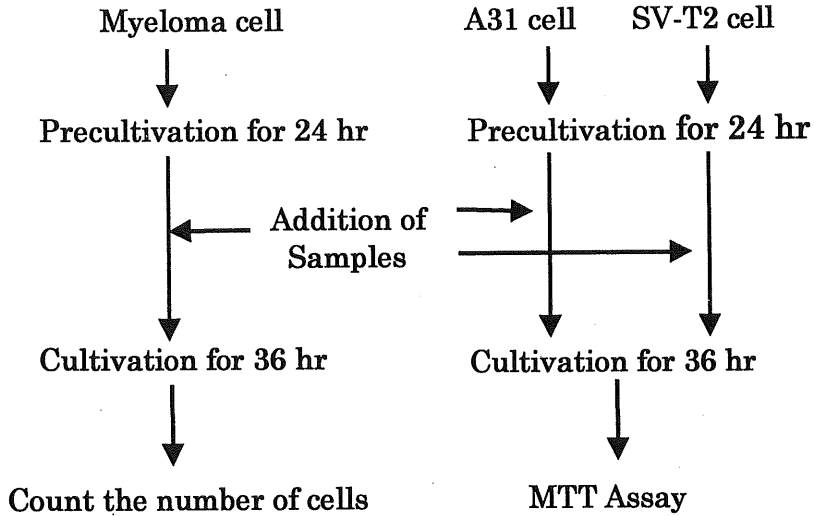 Myeloma cell
A31 cell
SV-T2 cell
Precultivation for 24 hr
Precultivation for 24 hr
Addition of
Samples
Cultivation for 36 hr
Cultivation for 36 hr
Count the number of cells
MTT Assay